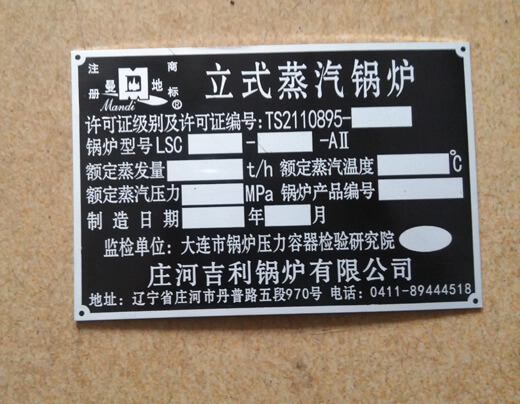 注册 商标
曼地
Mandi ®
立式蒸汽锅炉
许可证级别及许可证编号:TS2110895-
锅炉型号LSC - -AⅡ
额定蒸发量 t/h 额定蒸汽温度 ℃
额定蒸汽压力 MPa 锅炉产品编号
制造日期 年 月
监检单位: 大连市锅炉压力容器检验研究院
庄河吉利锅炉有限公司
地址: 辽宁省庄河市丹普路五段970号 电话: 0411-89444518